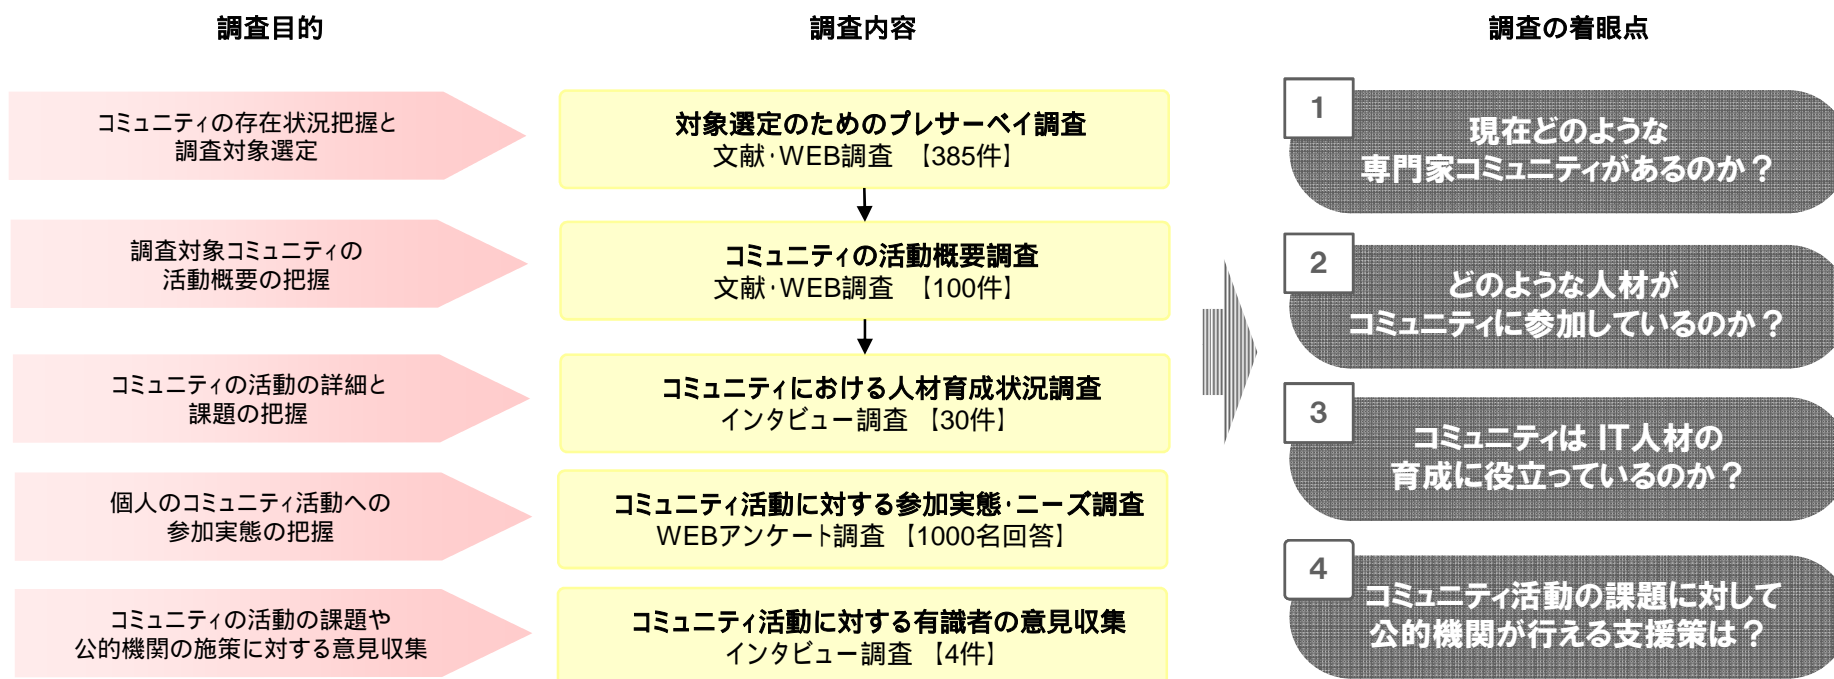 調査目的
調査内容
調査の着眼点
コミュニティの存在状況把握と
調査対象選定
対象選定のためのプレサーベイ調査
文献・WEB調査 【385件】
1
現在どのような
専門家コミュニティがあるのか？
調査対象コミュニティの
活動概要の把握
コミュニティの活動概要調査
文献・WEB調査 【100件】
2
どのような人材が
コミュニティに参加しているのか？
コミュニティの活動の詳細と
課題の把握
コミュニティにおける人材育成状況調査
インタビュー調査 【30件】
3
コミュニティは IT人材の
育成に役立っているのか？
個人のコミュニティ活動への
参加実態の把握
コミュニティ活動に対する参加実態・ニーズ調査
WEBアンケート調査 【1000名回答】
4
コミュニティ活動の課題に対して
公的機関が行える支援策は？
コミュニティの活動の課題や
公的機関の施策に対する意見収集
コミュニティ活動に対する有識者の意見収集
インタビュー調査 【4件】